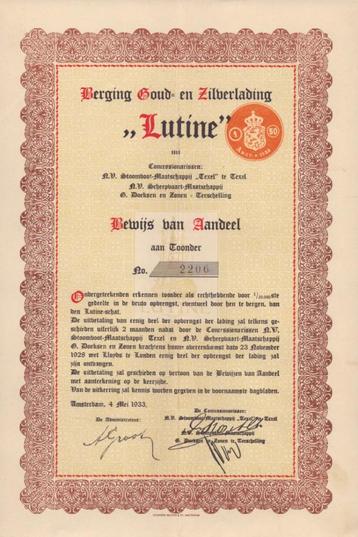 Berging Goud- en Zilverlading
„Lutine”
Concessionarissen:
N.V. Stoomboot-Maatschappij „Texel” te Texel
N.V. Scheepvaart-Maatschappij
G. Doeksen en Zonen - Terschelling
Bewijs van Aandeel
aan Toonder
No. 2206
Ondergeteekenden erkennen toonder als rechthebbende voor
gedeelte in de bruto opbrengst, eventueel door hen te bergen, van
den Lutine-schat.
De uitbetaling van eenig deel der opbrengst der lading zal telkens ge-
schieden uiterlijk 2 maanden nadat door de Concessionarissen N.V.
Stoomboot-Maatschappij Texel en N.V. Scheepvaart-Maatschappij
G. Doeksen en Zonen krachtens hunne overeenkomst dato 23 November
1928 met Lloyds te Londen eenig deel der opbrengst der lading zal
zijn ontvangen.
De uitbetaling zal geschieden op vertoon van de Bewijzen van Aandeel
met aanteekening op de keerzijde.
Van de uitkeering zal kennis worden gegeven in de voornaamste dagbladen.
Amsterdam, 4 Mei 1933.
De Concessionarissen:
De Administrateur:
N.V. Stoomboot-Maatschappij „Texel”, Texel
N.V. Scheepvaart-Maatschappij
G. Doeksen en Zonen te Terschelling